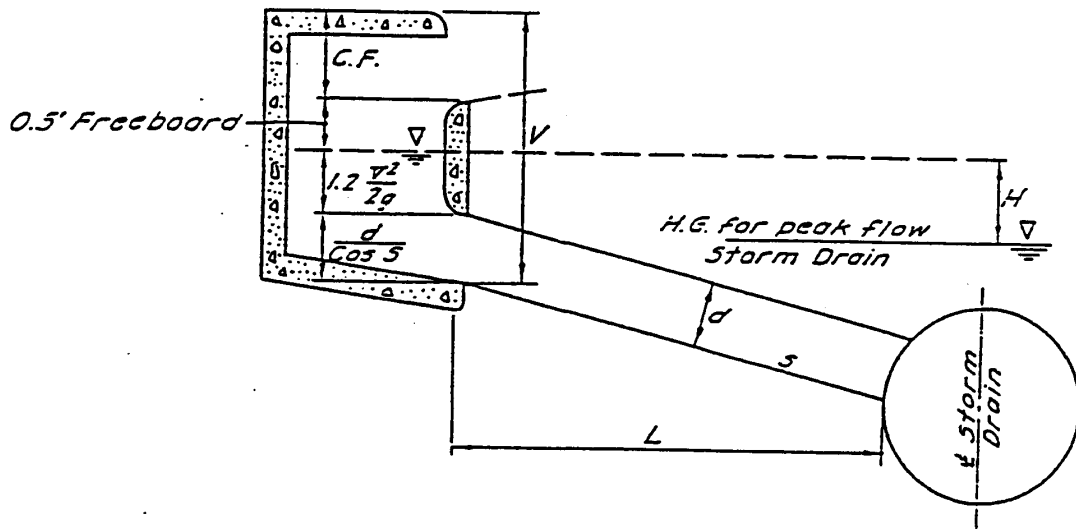 C.F.
0.5' Freeboard
V
1.2 V²/2g
H
H.G. for peak flow
Storm Drain
d/Cos S
d
s
L
℄ Storm
Drain